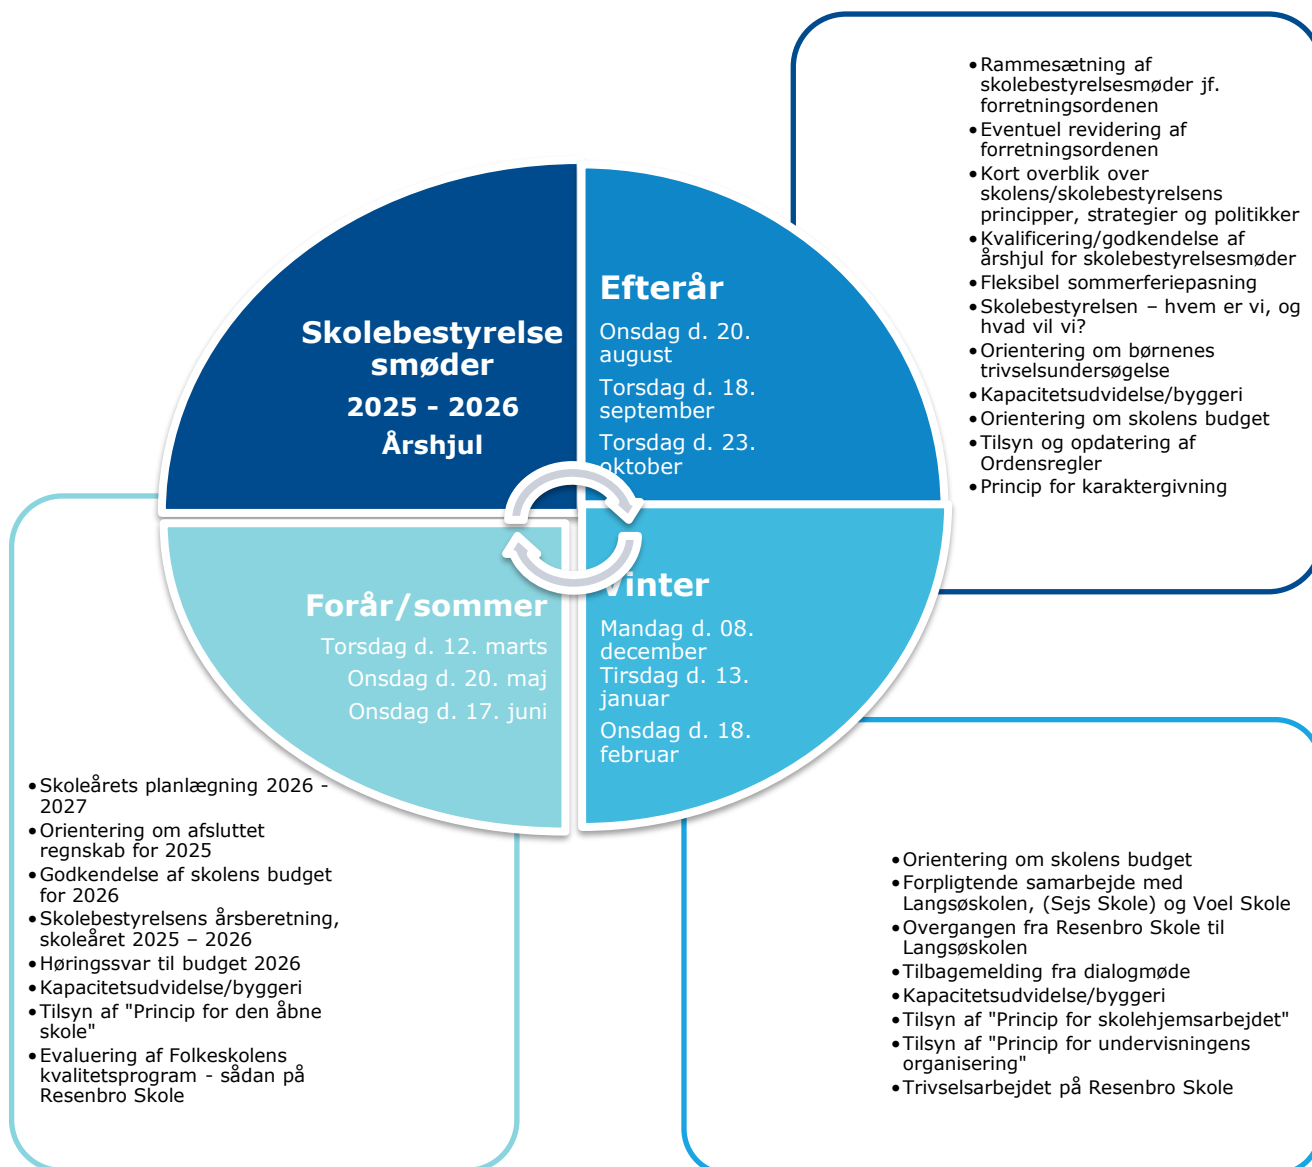 Skolebestyrelse
smøder
2025 - 2026
Årshjul
Efterår
Onsdag d. 20.
august
Torsdag d. 18.
september
Torsdag d. 23.
oktober
•Rammesætning af
skolebestyrelsesmøder jf.
forretningsordenen
•Eventuel revidering af
forretningsordenen
•Kort overblik over
skolens/skolebestyrelsens
principper, strategier og politikker
•Kvalificering/godkendelse af
årshjul for skolebestyrelsesmøder
•Fleksibel sommerferiepasning
•Skolebestyrelsen – hvem er vi, og
hvad vil vi?
•Orientering om børnenes
trivselsundersøgelse
•Kapacitetsudvidelse/byggeri
•Orientering om skolens budget
•Tilsyn og opdatering af
Ordensregler
•Princip for karaktergivning
Vinter
Mandag d. 08.
december
Tirsdag d. 13.
januar
Onsdag d. 18.
februar
•Orientering om skolens budget
•Forpligtende samarbejde med
Langsøskolen, (Sejs Skole) og Voel Skole
•Overgangen fra Resenbro Skole til
Langsøskolen
•Tilbagemelding fra dialogmøde
•Kapacitetsudvidelse/byggeri
•Tilsyn af "Princip for skolehjemsarbejdet"
•Tilsyn af "Princip for undervisningens
organisering"
•Trivselsarbejdet på Resenbro Skole
Forår/sommer
Torsdag d. 12. marts
Onsdag d. 20. maj
Onsdag d. 17. juni
•Skoleårets planlægning 2026 -
2027
•Orientering om afsluttet
regnskab for 2025
•Godkendelse af skolens budget
for 2026
•Skolebestyrelsens årsberetning,
skoleåret 2025 – 2026
•Høringssvar til budget 2026
•Kapacitetsudvidelse/byggeri
•Tilsyn af "Princip for den åbne
skole"
•Evaluering af Folkeskolens
kvalitetsprogram - sådan på
Resenbro Skole